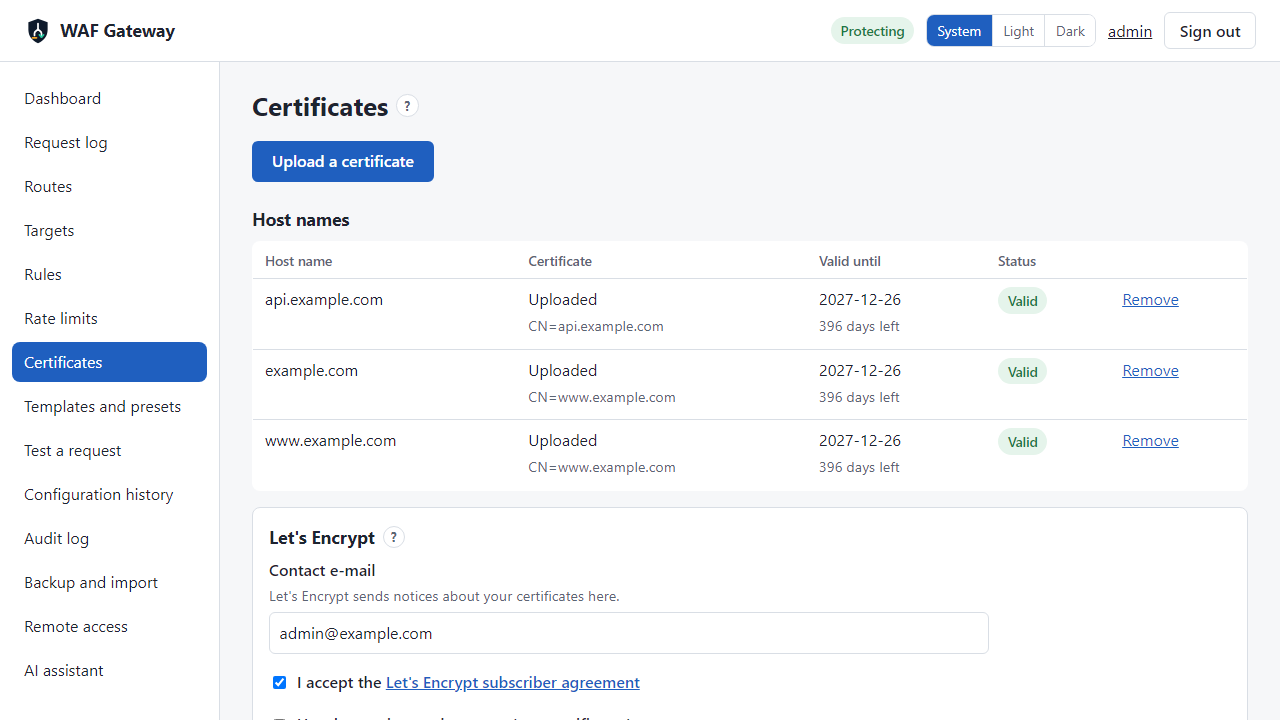 WAF Gateway
Protecting
System Light Dark
admin
Sign out
Dashboard
Request log
Routes
Targets
Rules
Rate limits
Certificates
Templates and presets
Test a request
Configuration history
Audit log
Backup and import
Remote access
AI assistant
Certificates ?
Upload a certificate
Host names
Host name Certificate Valid until Status
api.example.com Uploaded 2027-12-26 Valid Remove
CN=api.example.com 396 days left
example.com Uploaded 2027-12-26 Valid Remove
CN=www.example.com 396 days left
www.example.com Uploaded 2027-12-26 Valid Remove
CN=www.example.com 396 days left
Let's Encrypt ?
Contact e-mail
Let's Encrypt sends notices about your certificates here.
admin@example.com
I accept the Let's Encrypt subscriber agreement